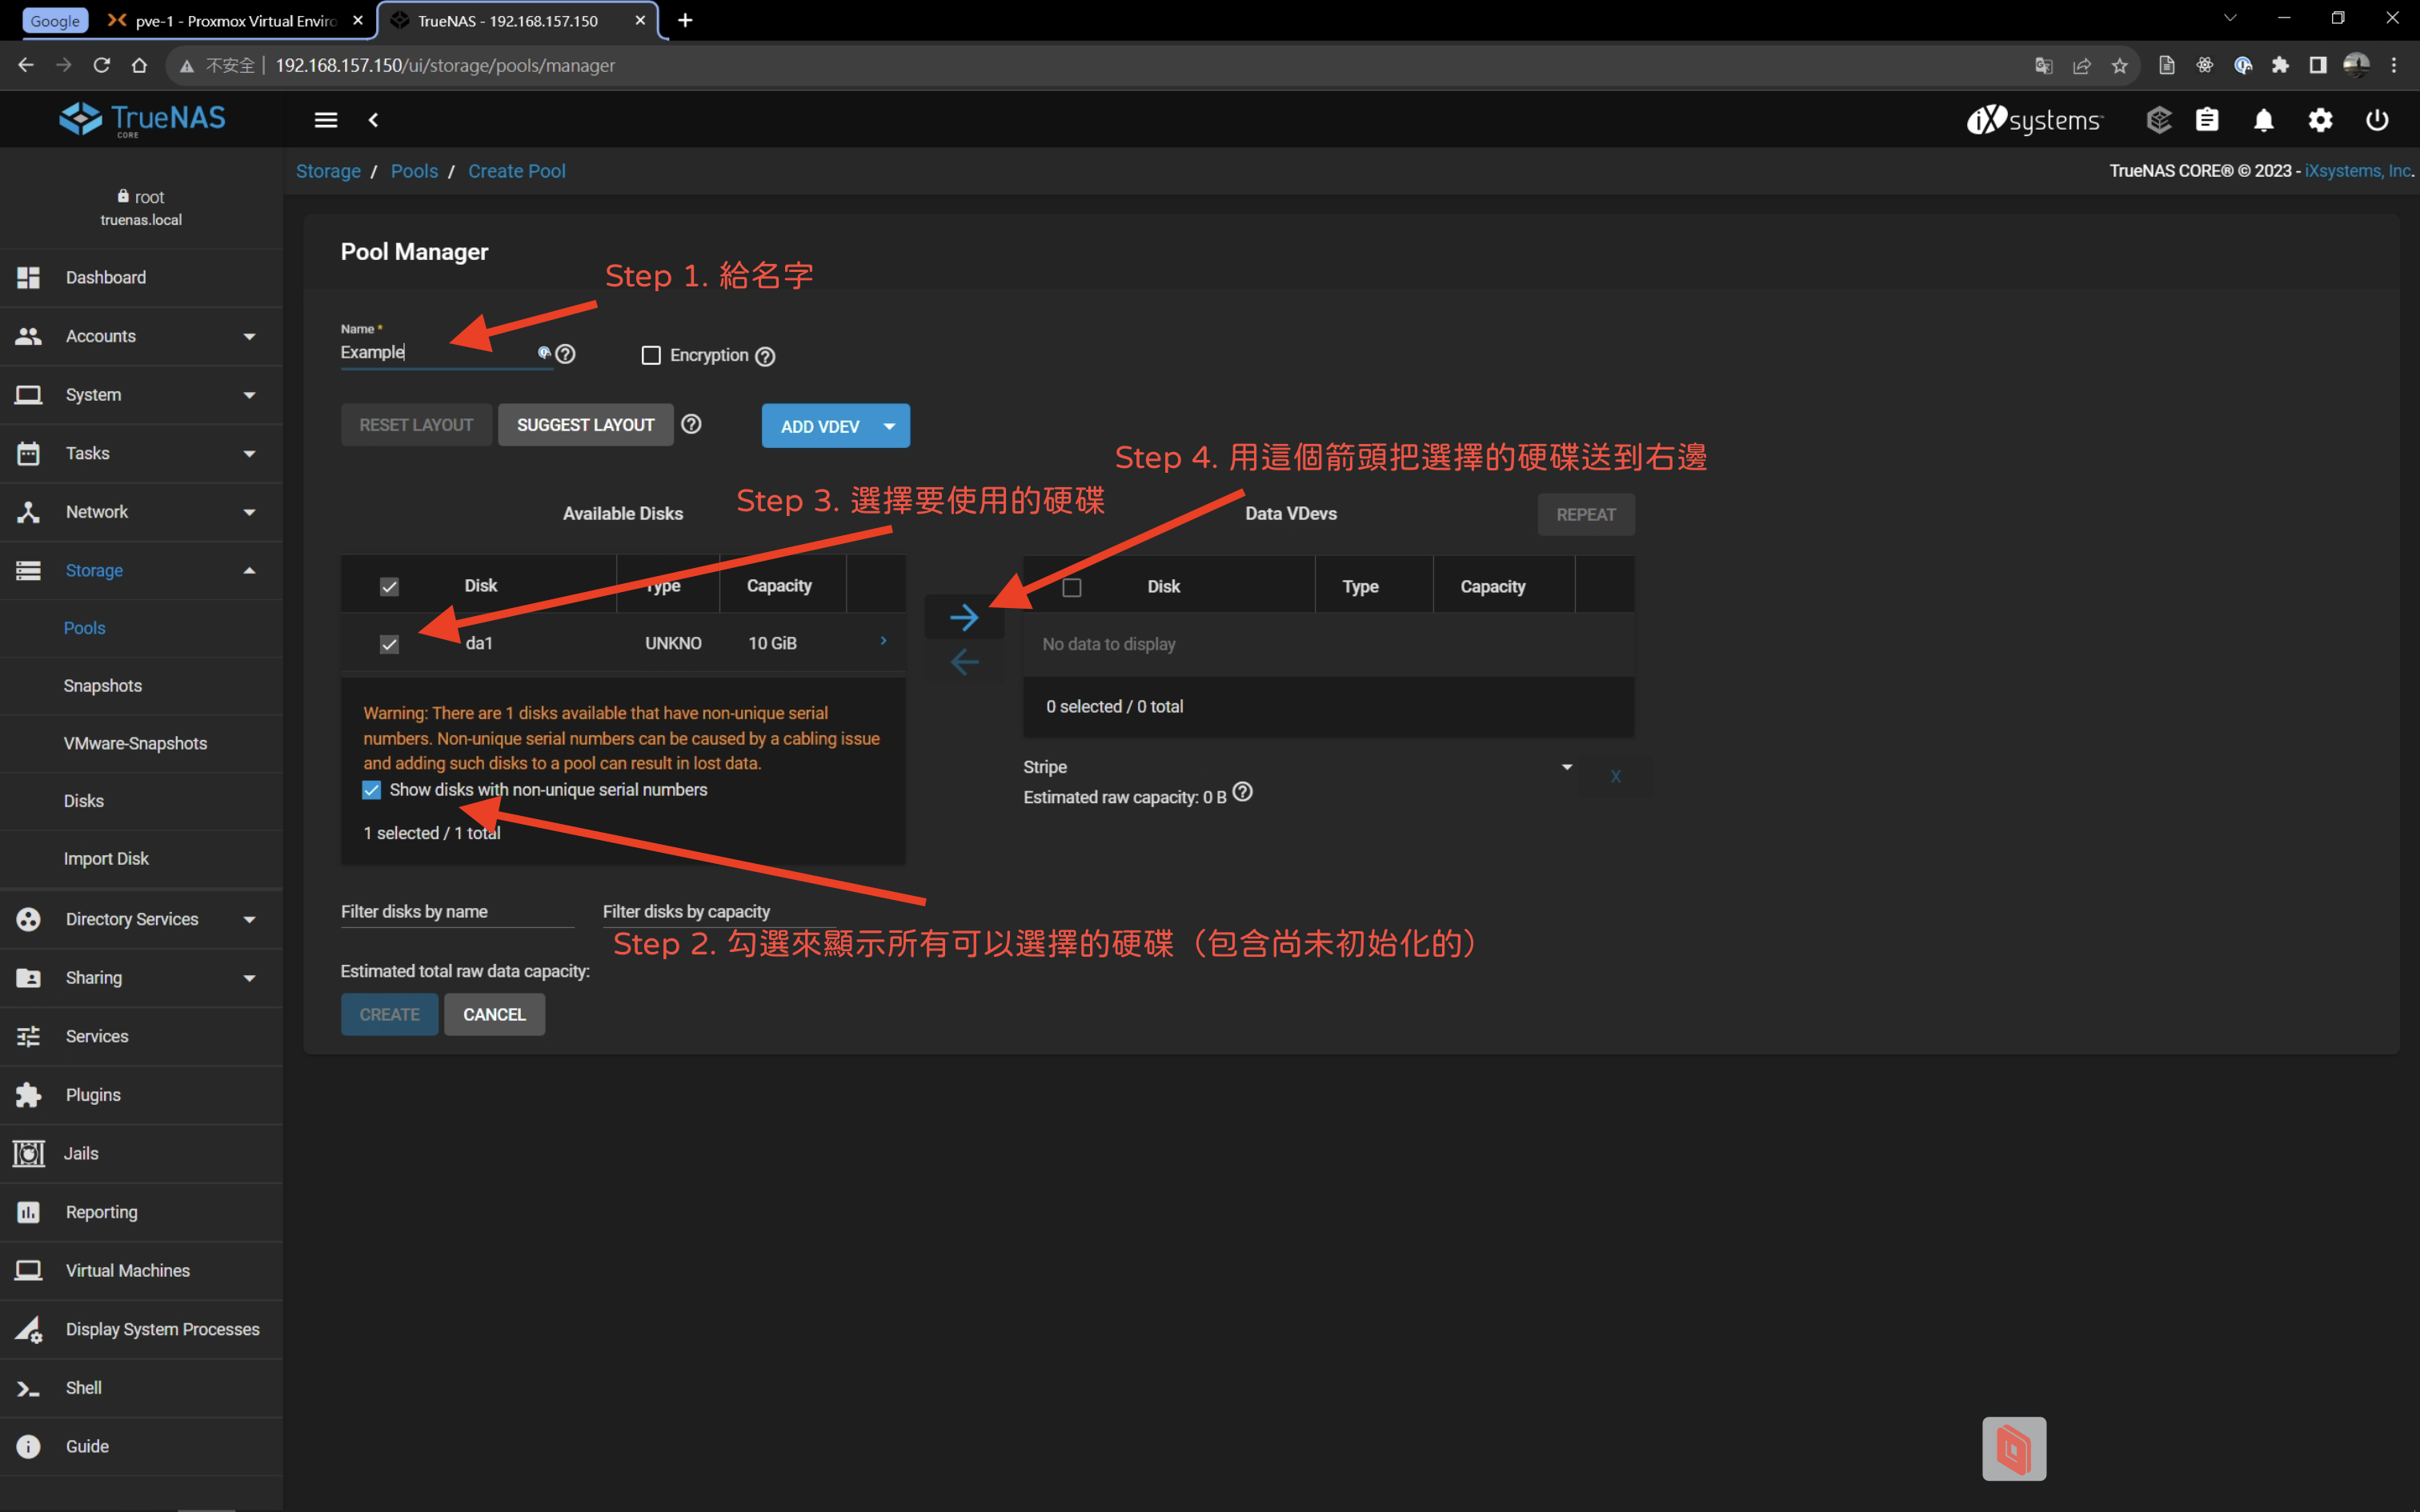 Google
pve-1 - Proxmox Virtual Enviro
TrueNAS - 192.168.157.150
不安全
192.168.157.150/ui/storage/pools/manager
TrueNAS
CORE
iXsystems
Storage / Pools / Create Pool
TrueNAS CORE® © 2023 - iXsystems, Inc.
root
truenas.local
Dashboard
Accounts
System
Tasks
Network
Storage
Pools
Snapshots
VMware-Snapshots
Disks
Import Disk
Directory Services
Sharing
Services
Plugins
Jails
Reporting
Virtual Machines
Display System Processes
Shell
Guide
Pool Manager
Step 1. 給名字
Name *
Example
Encryption
RESET LAYOUT
SUGGEST LAYOUT
ADD VDEV
Step 4. 用這個箭頭把選擇的硬碟送到右邊
Step 3. 選擇要使用的硬碟
Available Disks
Disk Type Capacity
da1 UNKNO 10 GiB
Warning: There are 1 disks available that have non-unique serial
numbers. Non-unique serial numbers can be caused by a cabling issue
and adding such disks to a pool can result in lost data.
Show disks with non-unique serial numbers
1 selected / 1 total
Data VDevs
REPEAT
Disk Type Capacity
No data to display
0 selected / 0 total
Stripe
X
Estimated raw capacity: 0 B
Filter disks by name
Filter disks by capacity
Step 2. 勾選來顯示所有可以選擇的硬碟（包含尚未初始化的）
Estimated total raw data capacity:
CREATE
CANCEL